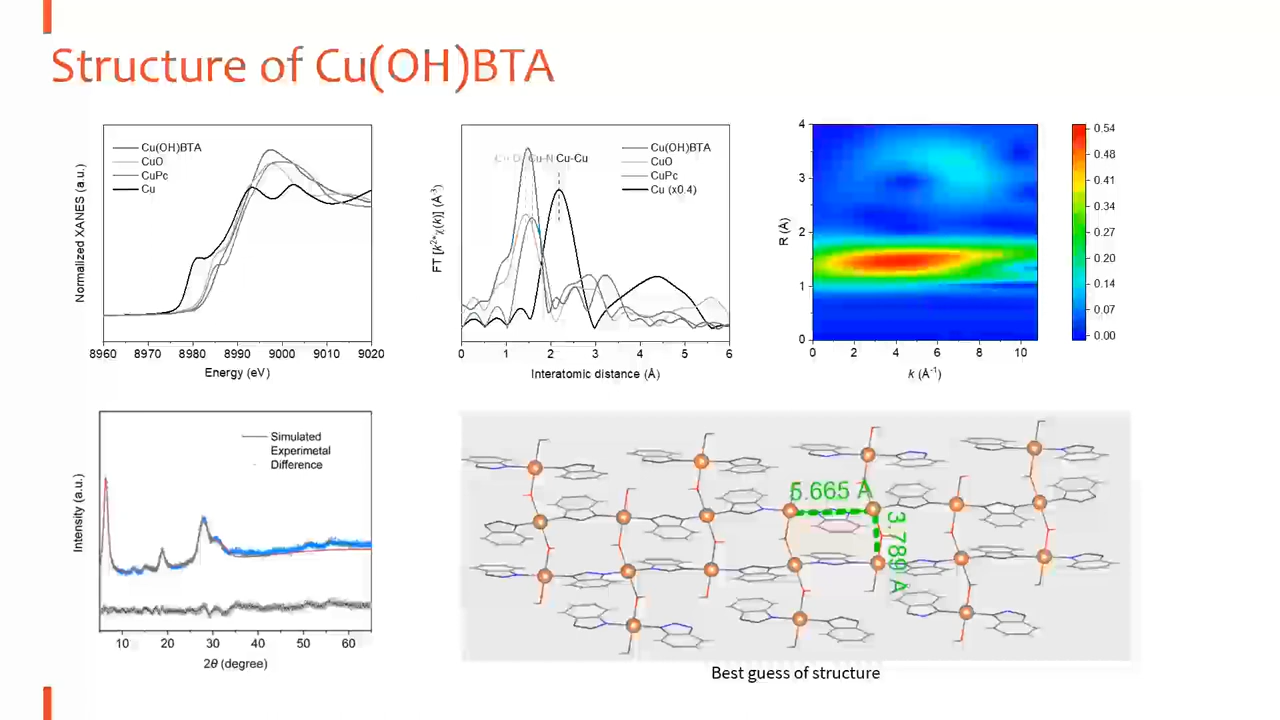 Structure of Cu(OH)BTA
Normalized XANES (a.u.)
Cu(OH)BTA
CuO
CuPc
Cu
8960 8970 8980 8990 9000 9010 9020
Energy (eV)
FT [k²*χ(k)] (Å⁻³)
Cu-O Cu-N Cu-Cu
Cu(OH)BTA
CuO
CuPc
Cu (x0.4)
0 1 2 3 4 5 6
Interatomic distance (Å)
R (Å)
4
3
2
1
0
0 2 4 6 8 10
k (Å⁻¹)
0.54
0.48
0.41
0.34
0.27
0.20
0.14
0.07
0.00
Intensity (a.u.)
Simulated
Experimetal
Difference
10 20 30 40 50 60
2θ (degree)
5.665 Å
3.789 Å
Best guess of structure